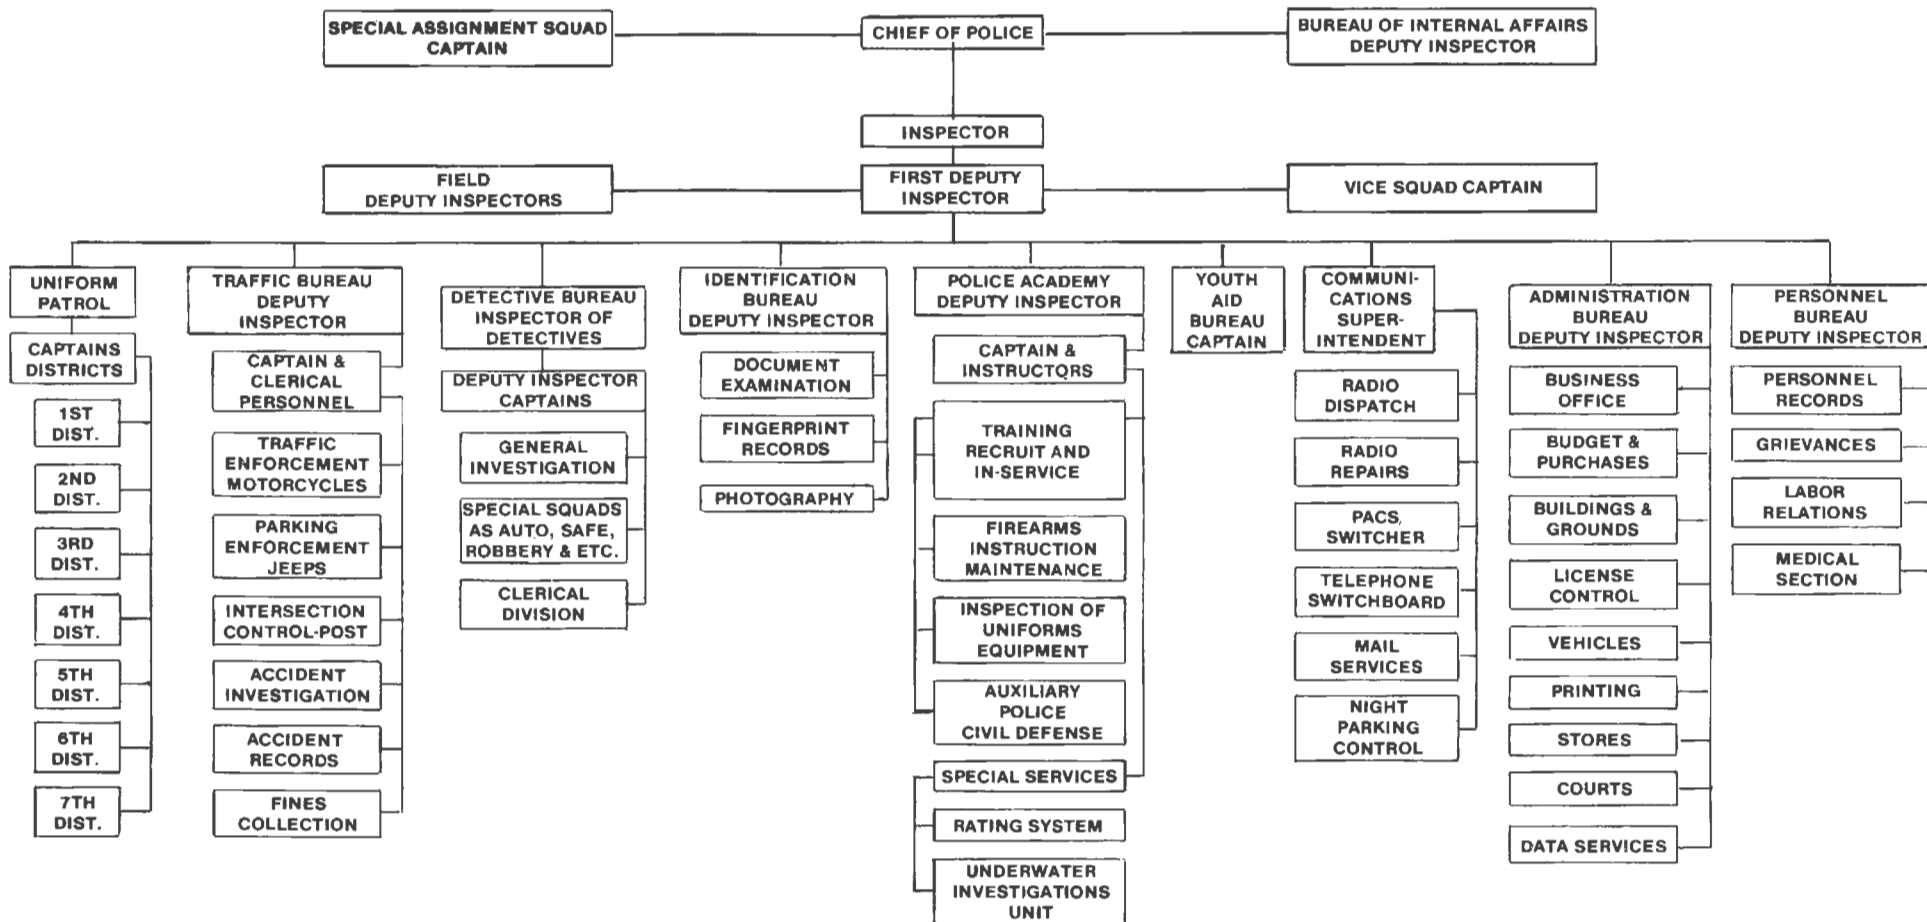 SPECIAL ASSIGNMENT SQUAD
CAPTAIN
CHIEF OF POLICE
BUREAU OF INTERNAL AFFAIRS
DEPUTY INSPECTOR
INSPECTOR
FIELD
DEPUTY INSPECTORS
FIRST DEPUTY
INSPECTOR
VICE SQUAD CAPTAIN
UNIFORM
PATROL
CAPTAINS
DISTRICTS
1ST
DIST.
2ND
DIST.
3RD
DIST.
4TH
DIST.
5TH
DIST.
6TH
DIST.
7TH
DIST.
TRAFFIC BUREAU
DEPUTY
INSPECTOR
CAPTAIN &
CLERICAL
PERSONNEL
TRAFFIC
ENFORCEMENT
MOTORCYCLES
PARKING
ENFORCEMENT
JEEPS
INTERSECTION
CONTROL-POST
ACCIDENT
INVESTIGATION
ACCIDENT
RECORDS
FINES
COLLECTION
DETECTIVE BUREAU
INSPECTOR OF
DETECTIVES
DEPUTY INSPECTOR
CAPTAINS
GENERAL
INVESTIGATION
SPECIAL SQUADS
AS AUTO, SAFE,
ROBBERY & ETC.
CLERICAL
DIVISION
IDENTIFICATION
BUREAU
DEPUTY INSPECTOR
DOCUMENT
EXAMINATION
FINGERPRINT
RECORDS
PHOTOGRAPHY
POLICE ACADEMY
DEPUTY INSPECTOR
CAPTAIN &
INSTRUCTORS
TRAINING
RECRUIT AND
IN-SERVICE
FIREARMS
INSTRUCTION
MAINTENANCE
INSPECTION OF
UNIFORMS
EQUIPMENT
AUXILIARY
POLICE
CIVIL DEFENSE
SPECIAL SERVICES
RATING SYSTEM
UNDERWATER
INVESTIGATIONS
UNIT
YOUTH
AID
BUREAU
CAPTAIN
COMMUNI-
CATIONS
SUPER-
INTENDENT
RADIO
DISPATCH
RADIO
REPAIRS
PACS,
SWITCHER
TELEPHONE
SWITCHBOARD
MAIL
SERVICES
NIGHT
PARKING
CONTROL
ADMINISTRATION
BUREAU
DEPUTY INSPECTOR
BUSINESS
OFFICE
BUDGET &
PURCHASES
BUILDINGS &
GROUNDS
LICENSE
CONTROL
VEHICLES
PRINTING
STORES
COURTS
DATA SERVICES
PERSONNEL
BUREAU
DEPUTY INSPECTOR
PERSONNEL
RECORDS
GRIEVANCES
LABOR
RELATIONS
MEDICAL
SECTION